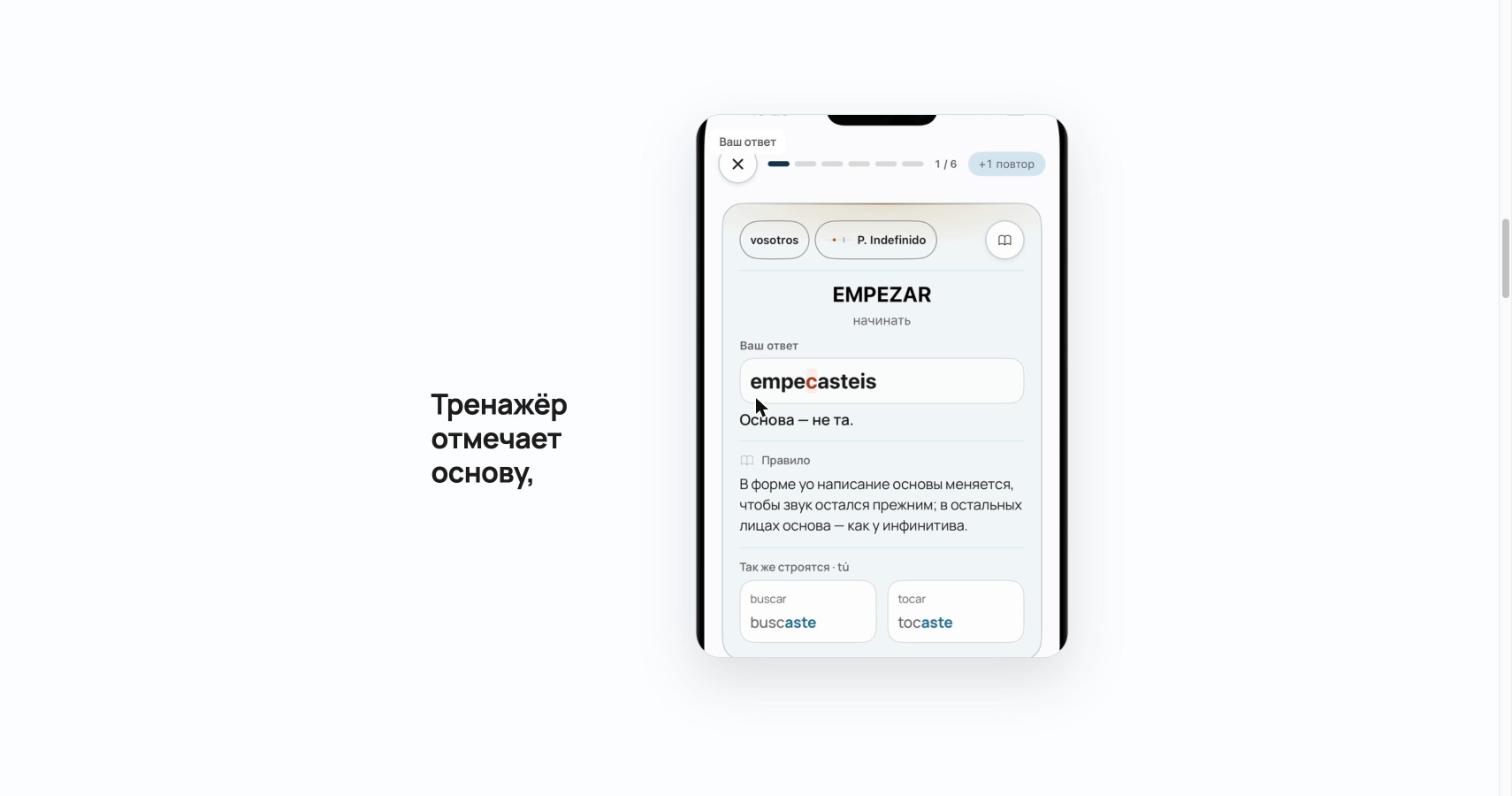 Ваш ответ
1 / 6
+1 повтор
vosotros
P. Indefinido
EMPEZAR
начинать
Ваш ответ
empecasteis
Основа — не та.
Тренажёр
отмечает
основу,
Правило
В форме yo написание основы меняется,
чтобы звук остался прежним; в остальных
лицах основа — как у инфинитива.
Так же строятся · tú
buscar
buscaste
tocar
tocaste